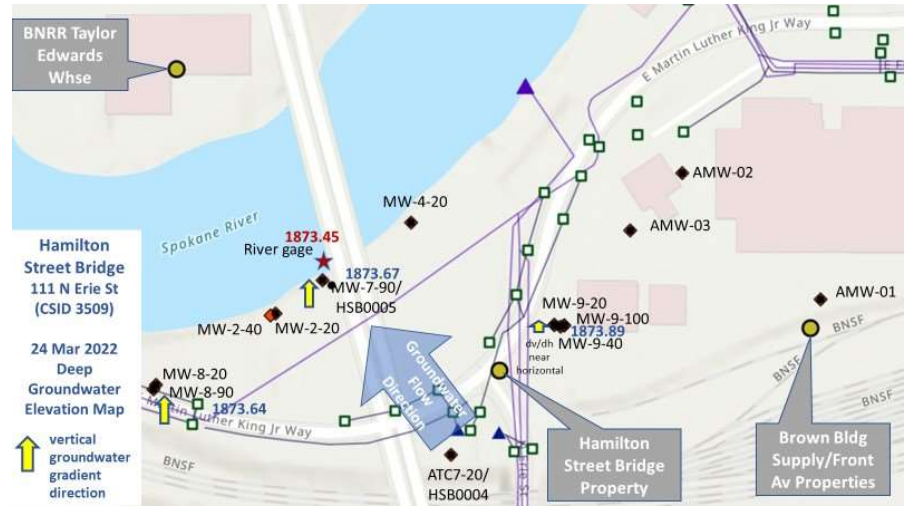 BNRR Taylor
Edwards
Whse
E Martin Luther King Jr Way
AMW-02
MW-4-20
AMW-03
Spokane River
1873.45
River gage
1873.67
MW-7-90/
HSB0005
Hamilton
Street Bridge
111 N Erie St
(CSID 3509)
24 Mar 2022
Deep
Groundwater
Elevation Map
vertical
groundwater
gradient
direction
MW-2-40
MW-2-20
MW-9-20
MW-9-100
1873.89
MW-9-40
dv/dh
near
horizontal
AMW-01
BNSF
BNSF
BNSF
Groundwater
Flow
Direction
MW-8-20
MW-8-90
1873.64
Martin Luther King Jr Way
BNSF
BNSF
ATC7-20/
HSB0004
Hamilton
Street Bridge
Property
Brown Bldg
Supply/Front
Av Properties